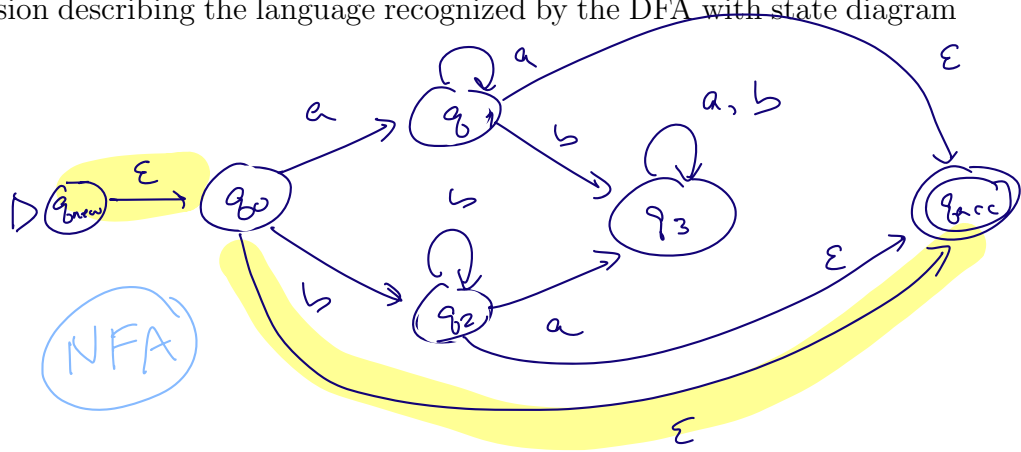 sion describing the language recognized by the DFA with state diagram
ε
a
a
q1
a, b
b
ε
qnew
q0
b
q3
qacc
b
q2
a
ε
NFA
ε